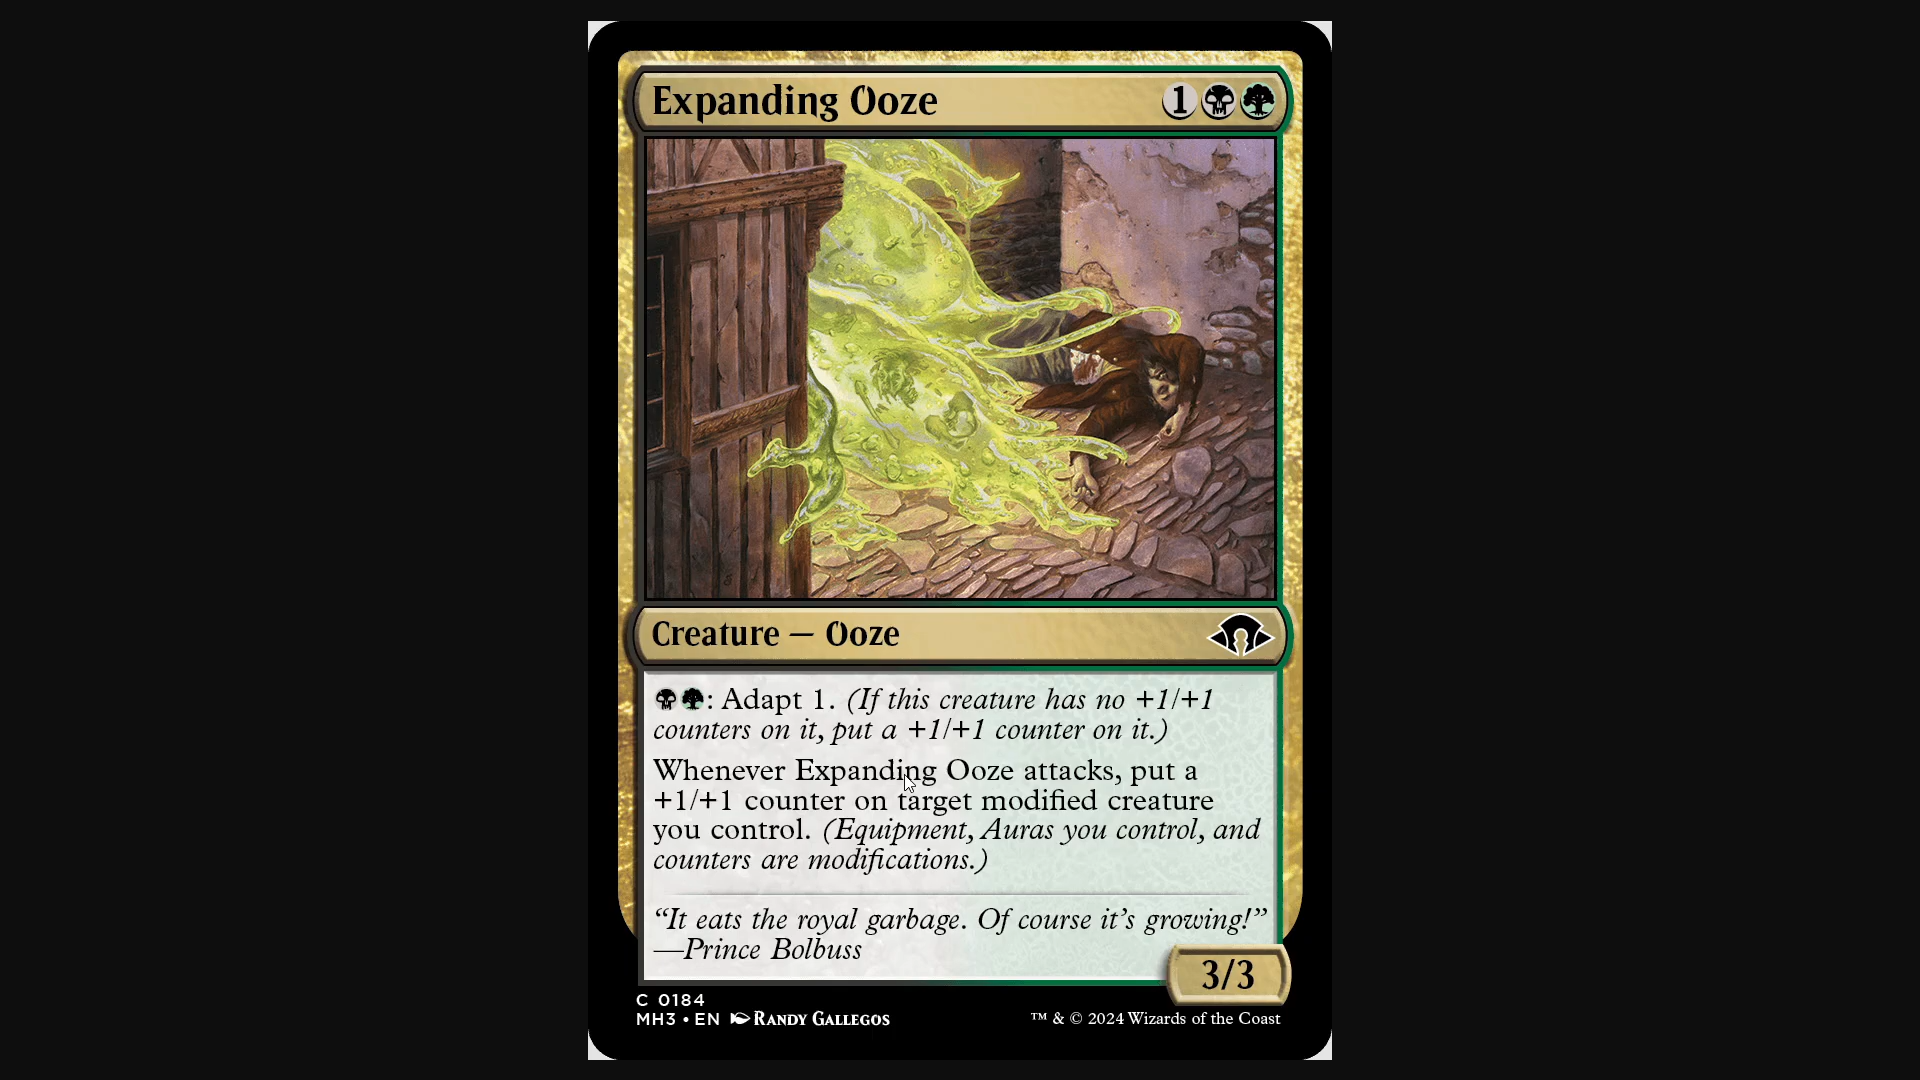 Expanding Ooze 1
Creature — Ooze
: Adapt 1. (If this creature has no +1/+1
counters on it, put a +1/+1 counter on it.)
Whenever Expanding Ooze attacks, put a
+1/+1 counter on target modified creature
you control. (Equipment, Auras you control, and
counters are modifications.)
“It eats the royal garbage. Of course it’s growing!”
—Prince Bolbuss
3/3
C 0184
MH3 • EN Randy Gallegos
™ & © 2024 Wizards of the Coast